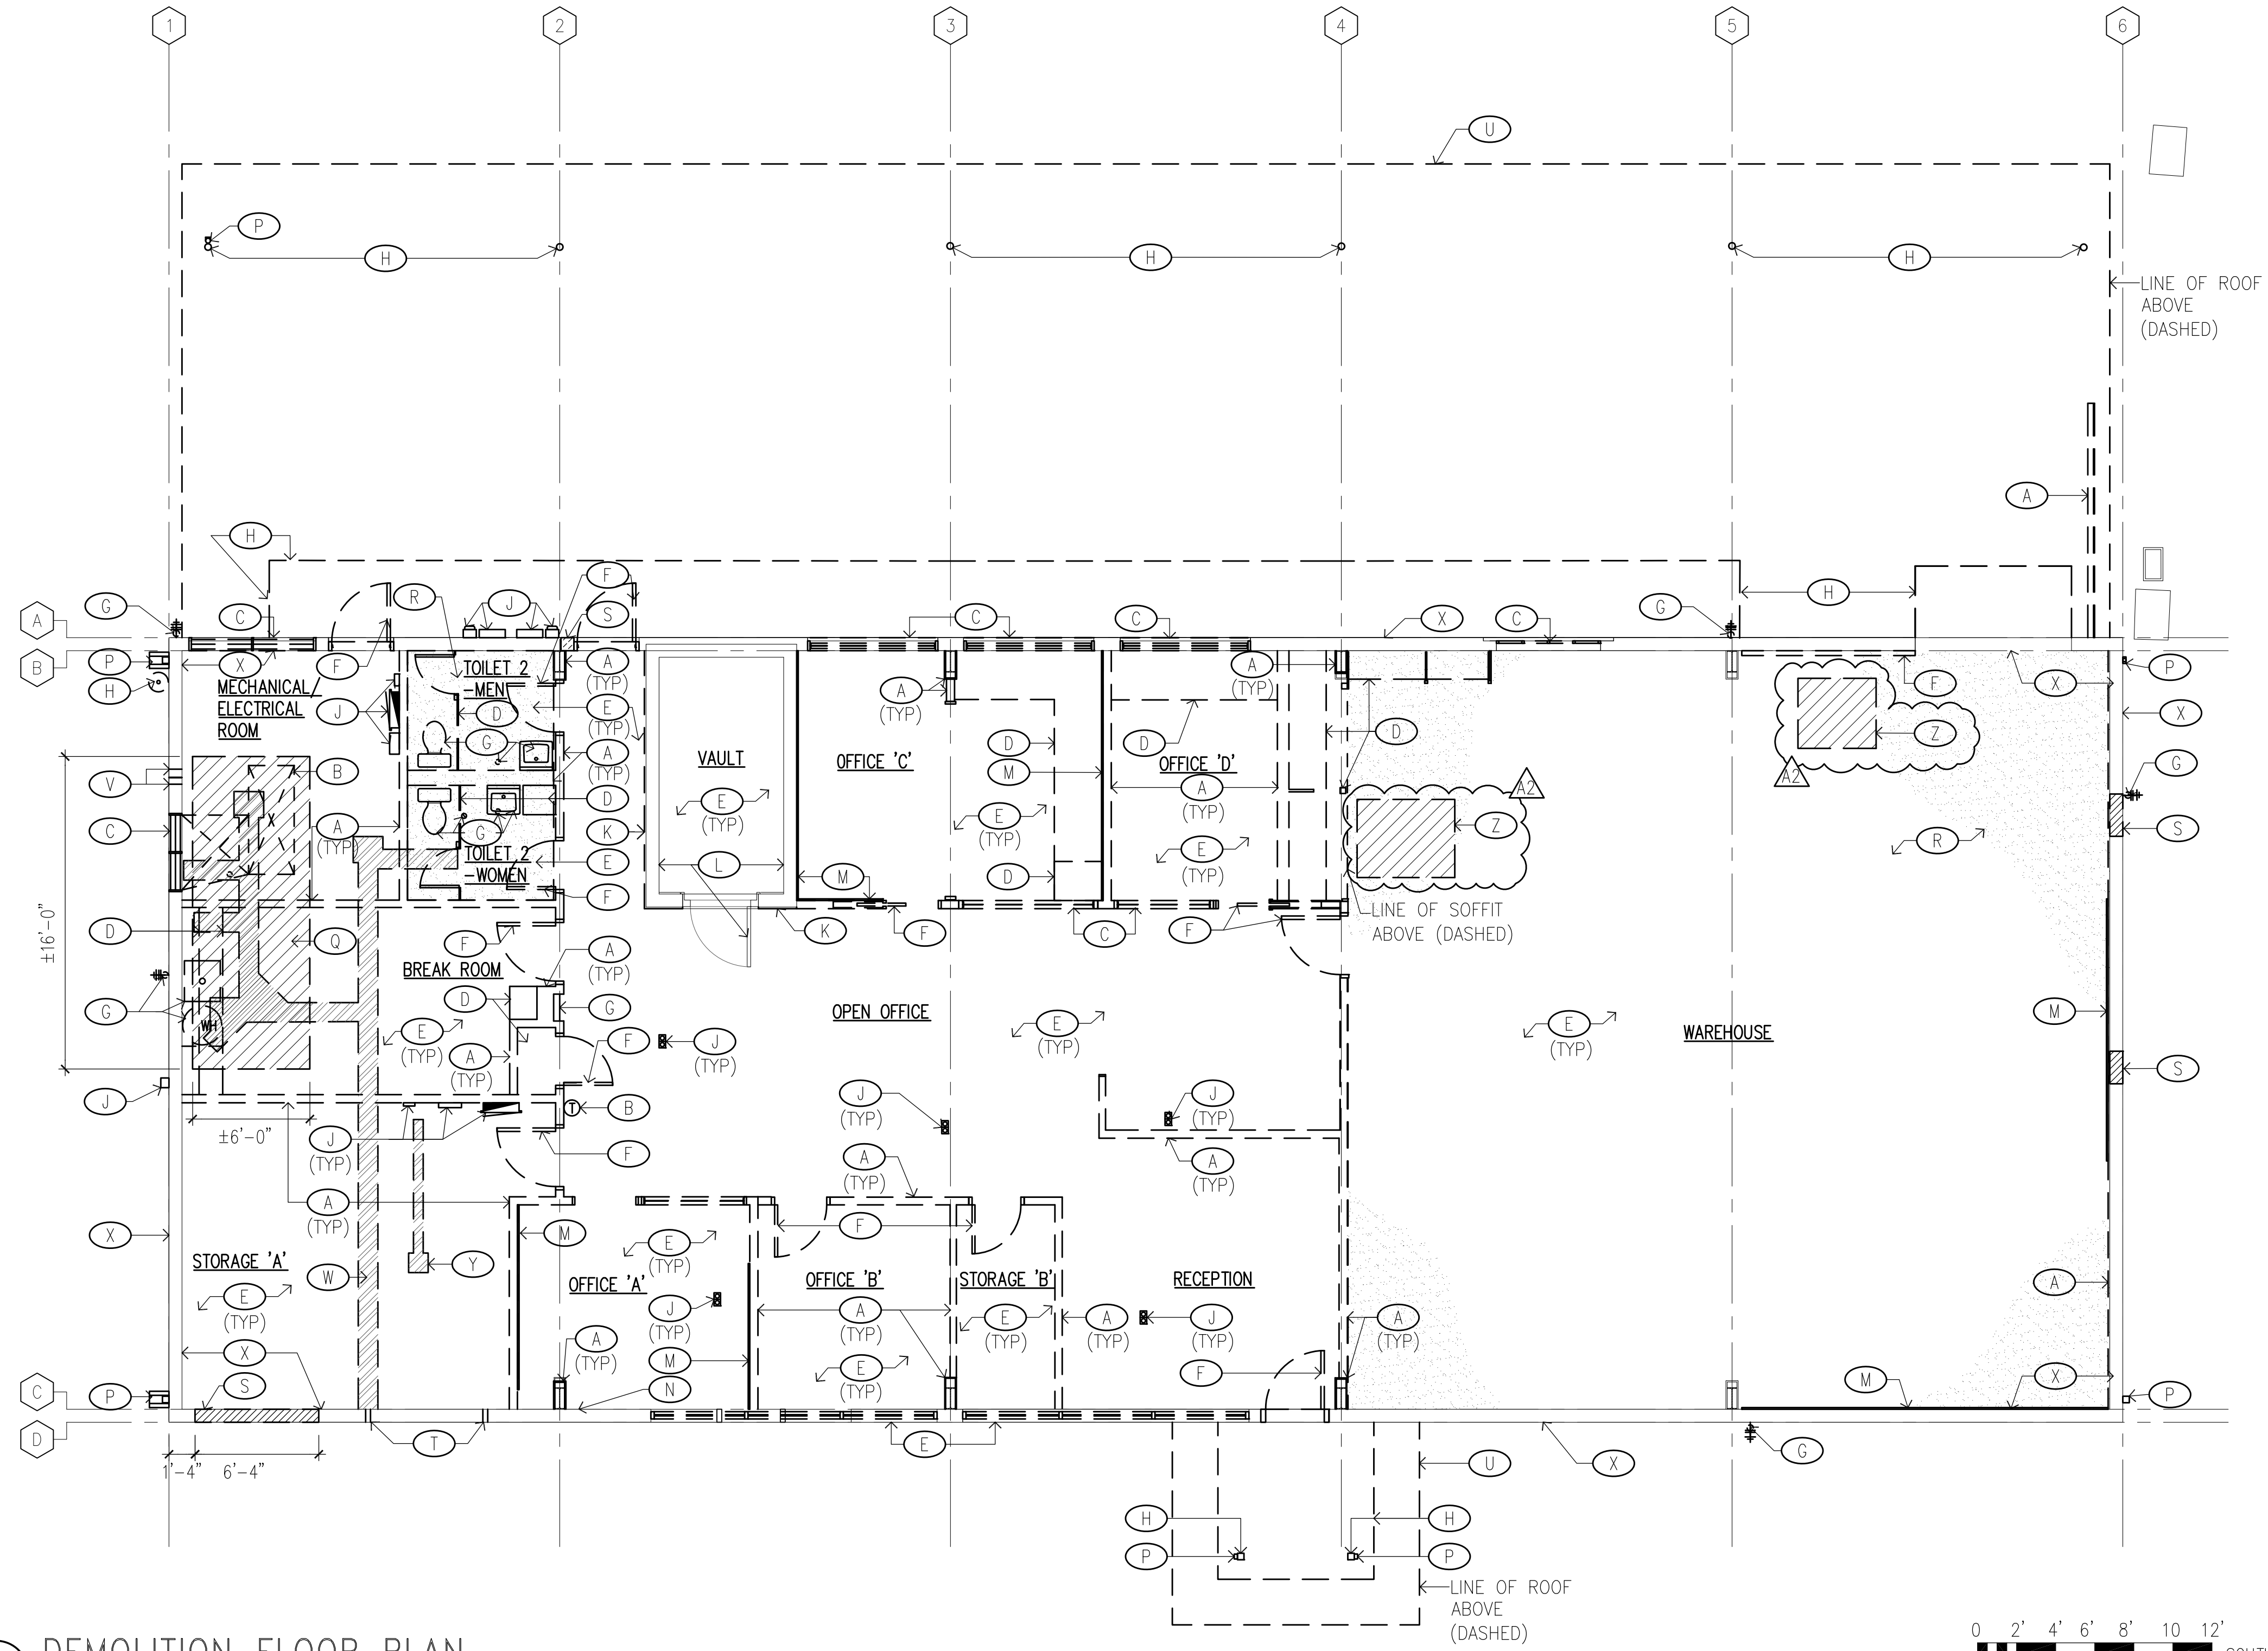 1 2 3 4 5 6
U
P
H H H
LINE OF ROOF
ABOVE
(DASHED)
A
H
F
R J
G C S C C X C G H
A
B
P X F
A
(TYP)
A
(TYP)
F X P
H
MECHANICAL/
ELECTRICAL
ROOM
TOILET 2
-MEN
J D
E
(TYP)
A
(TYP)
X
G D D D Z
A
(TYP)
VAULT
OFFICE 'C'
M
OFFICE 'D'
G
V B
A2
A2
D
E
(TYP)
A
(TYP)
C
A
(TYP)
G K
E
(TYP)
Z
S
R
TOILET 2
-WOMEN
E
E
(TYP)
L M D
F
±16'-0"
D Q F
A
(TYP)
K F C F
LINE OF SOFFIT
ABOVE (DASHED)
BREAK ROOM
D
G WH
G
OPEN OFFICE
E
(TYP)
E
(TYP)
WAREHOUSE
M
E
(TYP)
A
(TYP)
F
J
(TYP)
S
J
T B
J
(TYP)
J
(TYP)
±6'-0"
J
(TYP)
F
A
(TYP)
A
(TYP)
A
(TYP)
X M
E
(TYP)
F
STORAGE 'A'
W Y
OFFICE 'A'
OFFICE 'B'
STORAGE 'B'
RECEPTION
A
E
(TYP)
J
(TYP)
A
(TYP)
E
(TYP)
A
(TYP)
J
(TYP)
A
(TYP)
X
A
(TYP)
M
E
(TYP)
F
C
P S N M X P
D
T E G
1'-4" 6'-4"
U X
H H
P P
LINE OF ROOF
ABOVE
(DASHED)
DEMOLITION FLOOR PLAN
0 2' 4' 6' 8' 10 12'